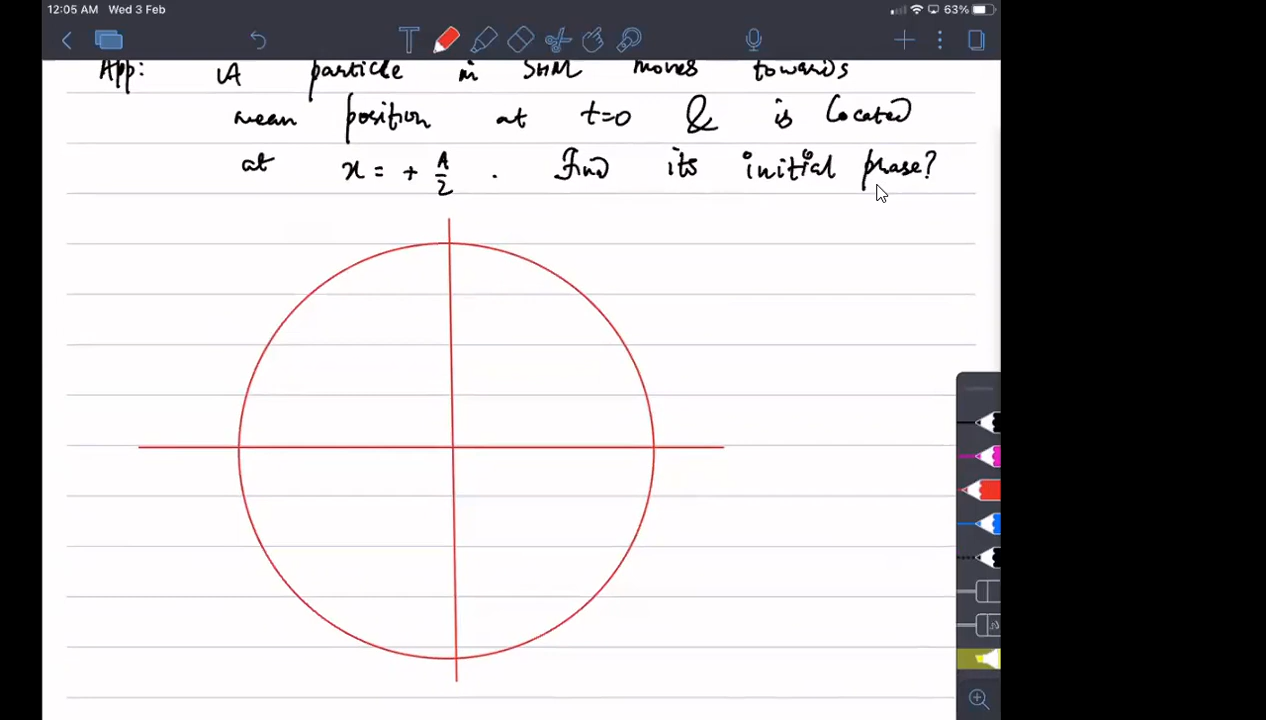 12:05 AM Wed 3 Feb 63%
App: A particle in SHM moves towards
mean position at t=0 & is located
at x = + A/2 . Find its initial phase?